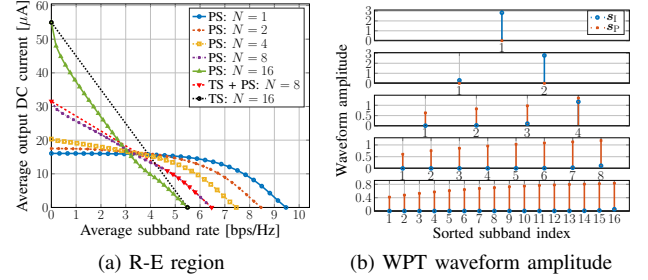 60
50
40
30
20
10
0
0 1 2 3 4 5 6 7 8 9 10
Average output DC current [μA]
Average subband rate [bps/Hz]
PS: N = 1
PS: N = 2
PS: N = 4
PS: N = 8
PS: N = 16
TS + PS: N = 8
TS: N = 16
(a) R-E region
Waveform amplitude
s_I
s_P
3
2
1
0
1
3
2
1
0
1 2
1
0.5
0
1 2 3 4
1
0.5
0
1 2 3 4 5 6 7 8
0.8
0.4
0
1 2 3 4 5 6 7 8 9 10 11 12 13 14 15 16
Sorted subband index
(b) WPT waveform amplitude